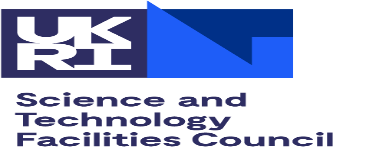 UK
RI
Science and
Technology
Facilities Council